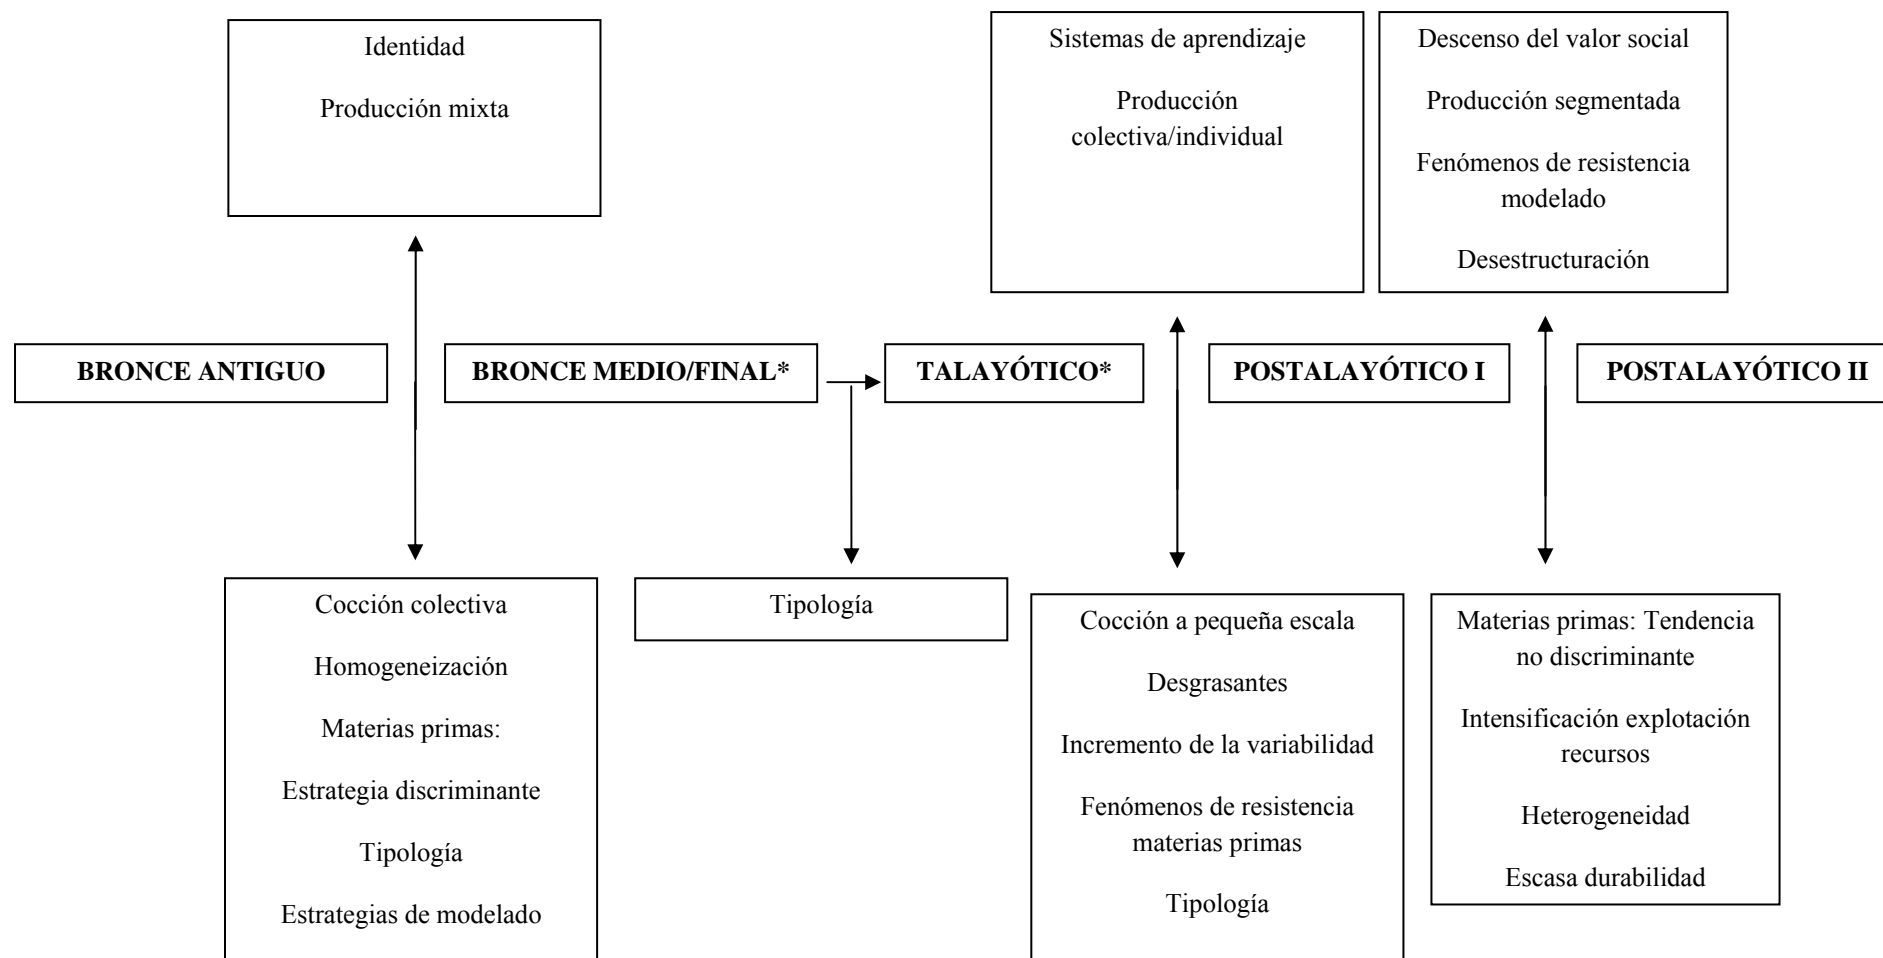 Identidad
Producción mixta
Sistemas de aprendizaje
Producción
colectiva/individual
Descenso del valor social
Producción segmentada
Fenómenos de resistencia
modelado
Desestructuración
BRONCE ANTIGUO
BRONCE MEDIO/FINAL*
TALAYÓTICO*
POSTALAYÓTICO I
POSTALAYÓTICO II
Cocción colectiva
Homogeneización
Materias primas:
Estrategia discriminante
Tipología
Estrategias de modelado
Tipología
Cocción a pequeña escala
Desgrasantes
Incremento de la variabilidad
Fenómenos de resistencia
materias primas
Tipología
Materias primas: Tendencia
no discriminante
Intensificación explotación
recursos
Heterogeneidad
Escasa durabilidad